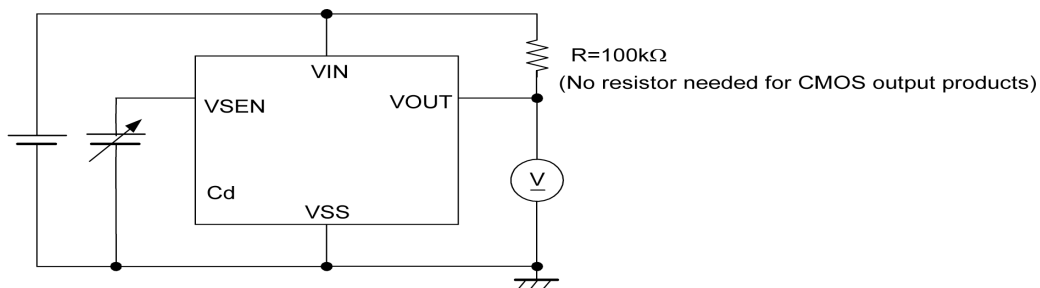 VIN
R=100kΩ
(No resistor needed for CMOS output products)
VSEN
VOUT
V
Cd
VSS